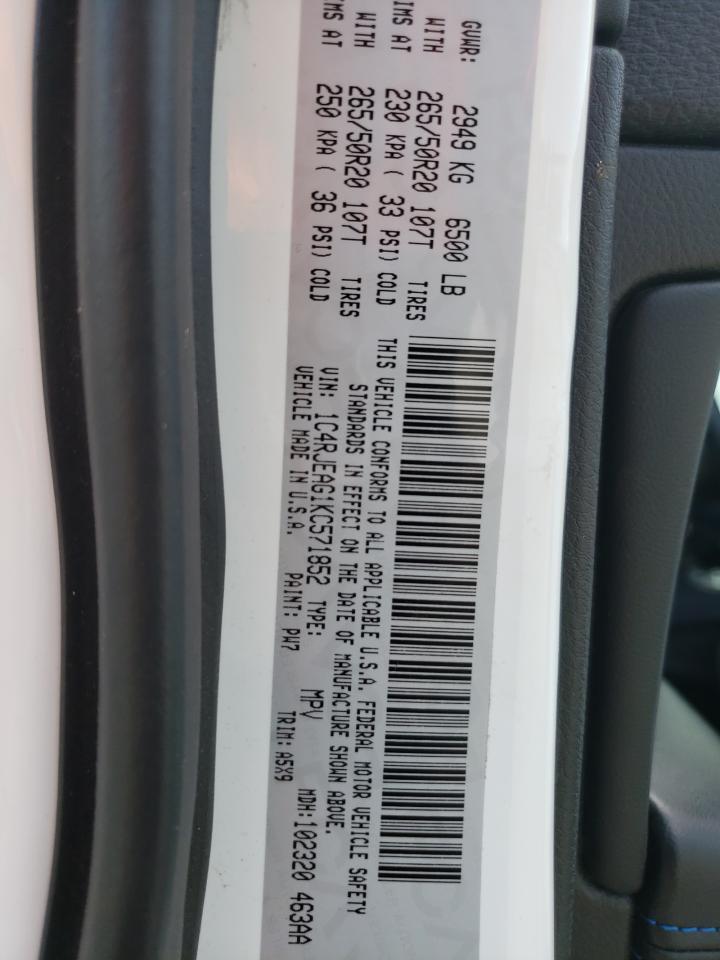 GVWR: 2949 KG 6500 LB
WITH 265/50R20 107T TIRES
IMS AT 230 KPA ( 33 PSI) COLD
WITH 265/50R20 107T TIRES
IMS AT 250 KPA ( 36 PSI) COLD
THIS VEHICLE CONFORMS TO ALL APPLICABLE U.S.A. FEDERAL MOTOR VEHICLE SAFETY
STANDARDS IN EFFECT ON THE DATE OF MANUFACTURE SHOWN ABOVE.
VIN: 1C4RJEAG1KC571852 TYPE: MPV MDH:102320 463AA
VEHICLE MADE IN U.S.A. PAINT: PW7 TRIM: A5X9